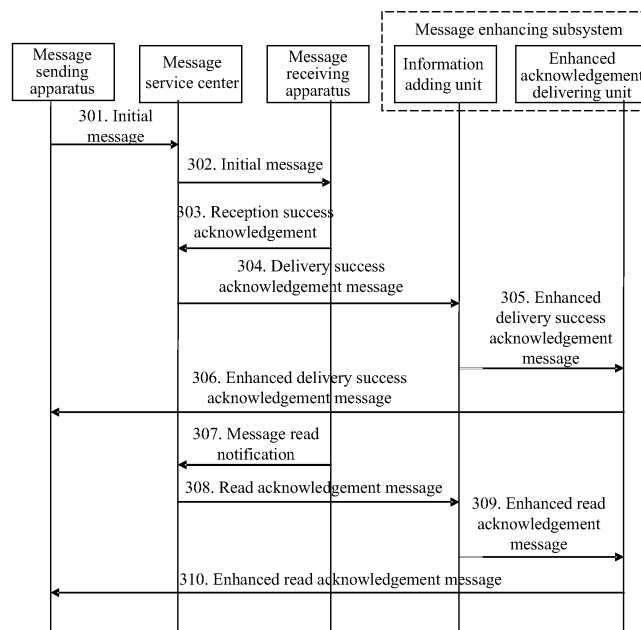 Message enhancing subsystem
Message
sending
apparatus
Message
service center
Message
receiving
apparatus
Information
adding unit
Enhanced
acknowledgement
delivering unit
301. Initial
message
302. Initial message
303. Reception success
acknowledgement
304. Delivery success
acknowledgement message
305. Enhanced
delivery success
acknowledgement
message
306. Enhanced delivery success
acknowledgement message
307. Message read
notification
308. Read acknowledgement message
309. Enhanced read
acknowledgement
message
310. Enhanced read acknowledgement message